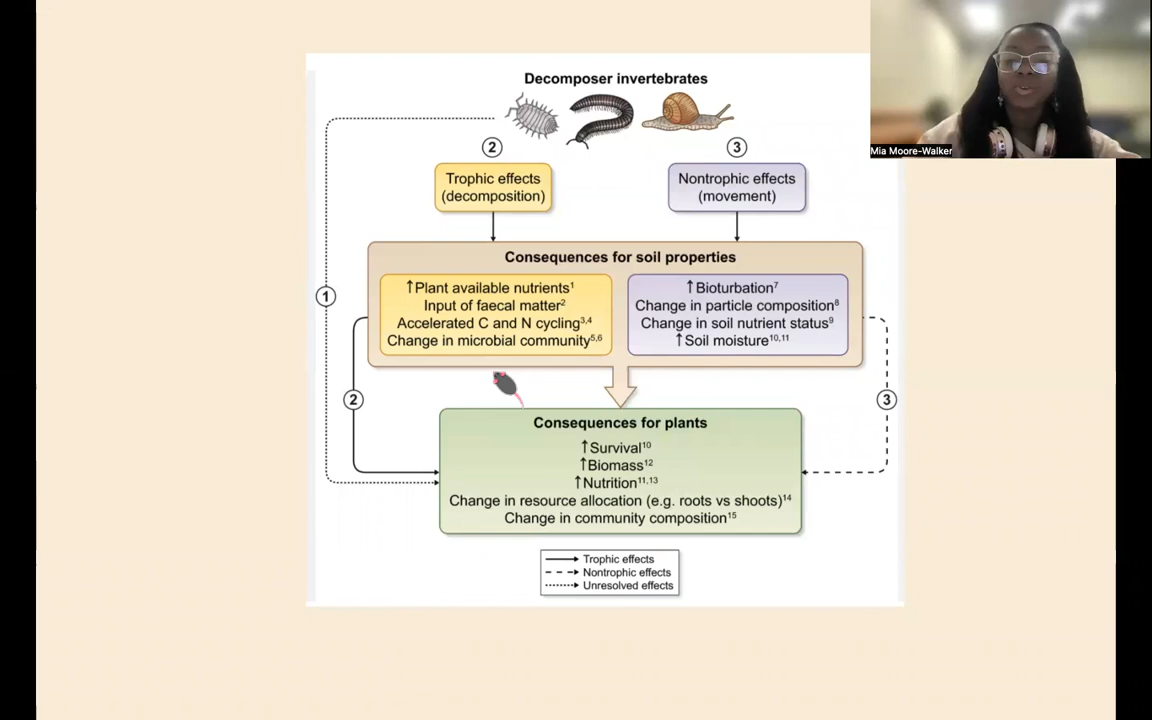 Decomposer invertebrates
② ③
Trophic effects
(decomposition)
Nontrophic effects
(movement)
Consequences for soil properties
↑Plant available nutrients¹
Input of faecal matter²
Accelerated C and N cycling³,⁴
Change in microbial community⁵,⁶
↑Bioturbation⁷
Change in particle composition⁸
Change in soil nutrient status⁹
↑Soil moisture¹⁰,¹¹
①
② ③
Consequences for plants
↑Survival¹⁰
↑Biomass¹²
↑Nutrition¹¹,¹³
Change in resource allocation (e.g. roots vs shoots)¹⁴
Change in community composition¹⁵
Trophic effects
Nontrophic effects
Unresolved effects
Mia Moore-Walker